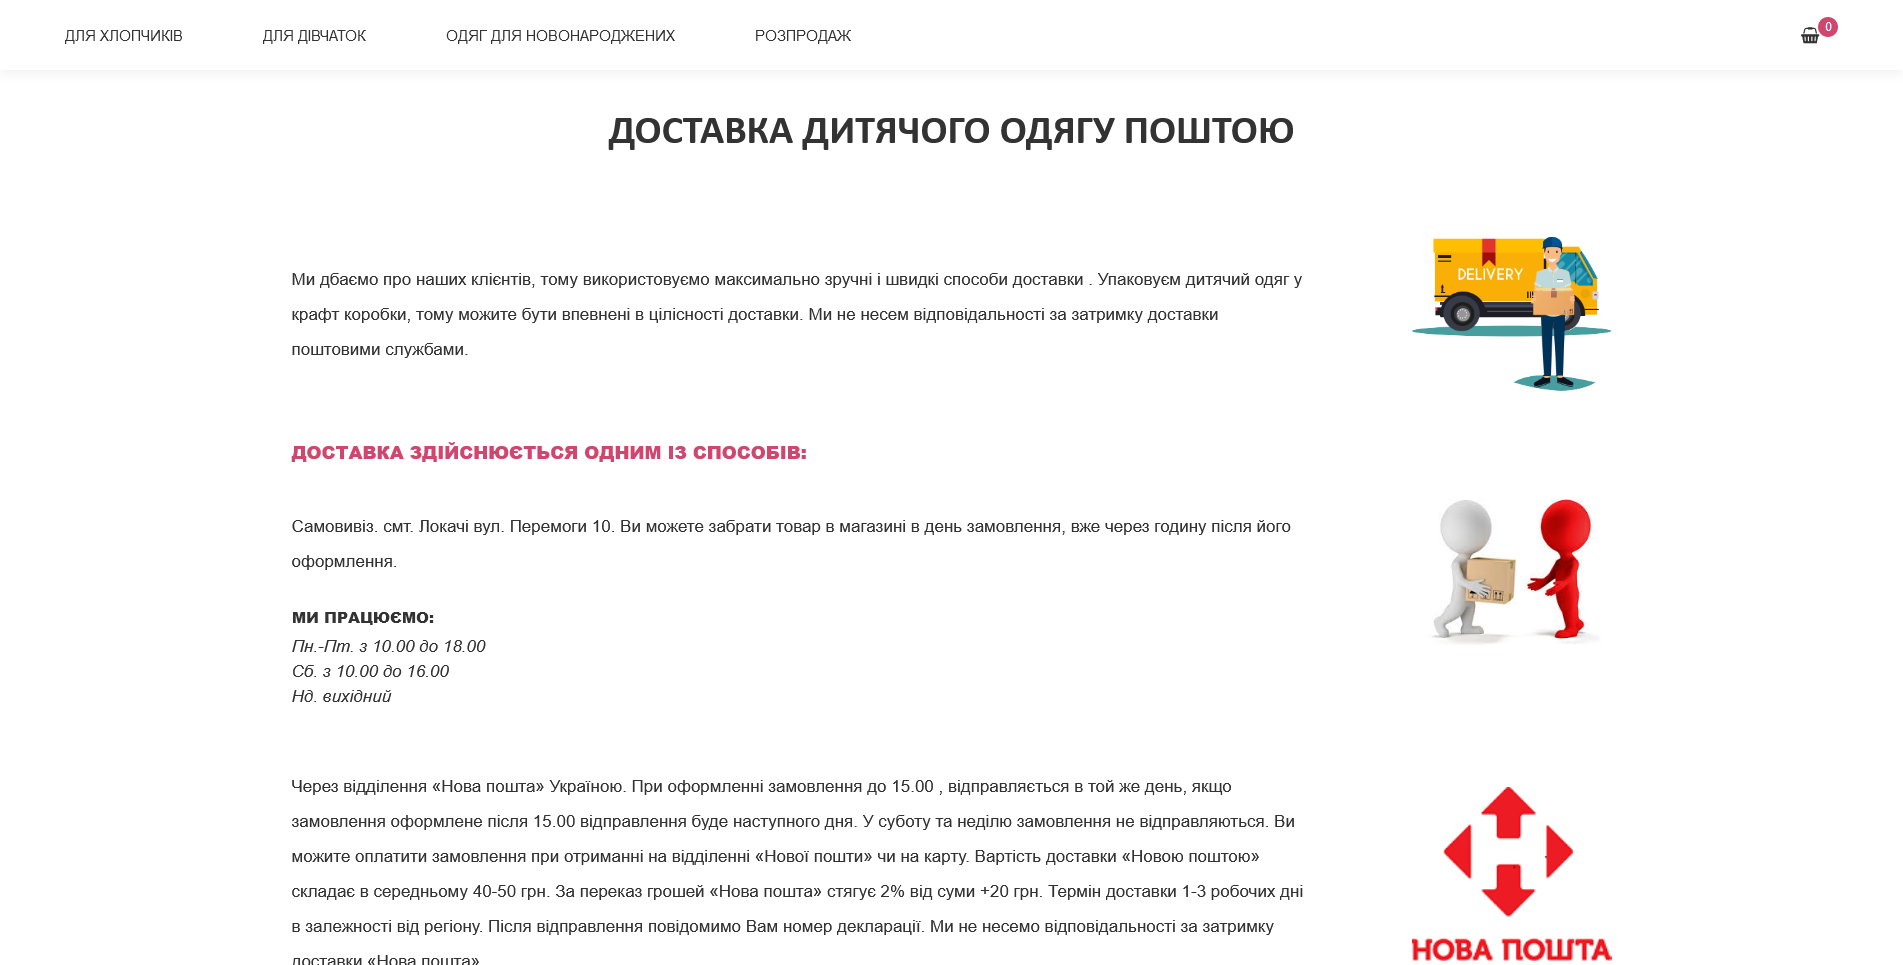 ДЛЯ ХЛОПЧИКІВ ДЛЯ ДІВЧАТОК ОДЯГ ДЛЯ НОВОНАРОДЖЕНИХ РОЗПРОДАЖ 0
ДОСТАВКА ДИТЯЧОГО ОДЯГУ ПОШТОЮ
Ми дбаємо про наших клієнтів, тому використовуємо максимально зручні і швидкі способи доставки . Упаковуєм дитячий одяг у
крафт коробки, тому можите бути впевнені в цілісності доставки. Ми не несем відповідальності за затримку доставки
поштовими службами.
DELIVERY
ДОСТАВКА ЗДІЙСНЮЄТЬСЯ ОДНИМ ІЗ СПОСОБІВ:
Самовивіз. смт. Локачі вул. Перемоги 10. Ви можете забрати товар в магазині в день замовлення, вже через годину після його
оформлення.
МИ ПРАЦЮЄМО:
Пн.-Пт. з 10.00 до 18.00
Сб. з 10.00 до 16.00
Нд. вихідний
Через відділення «Нова пошта» Україною. При оформленні замовлення до 15.00 , відправляється в той же день, якщо
замовлення оформлене після 15.00 відправлення буде наступного дня. У суботу та неділю замовлення не відправляються. Ви
можите оплатити замовлення при отриманні на відділенні «Нової пошти» чи на карту. Вартість доставки «Новою поштою»
складає в середньому 40-50 грн. За переказ грошей «Нова пошта» стягує 2% від суми +20 грн. Термін доставки 1-3 робочих дні
в залежності від регіону. Після відправлення повідомимо Вам номер декларації. Ми не несемо відповідальності за затримку
доставки «Нова пошта»
НОВА ПОШТА